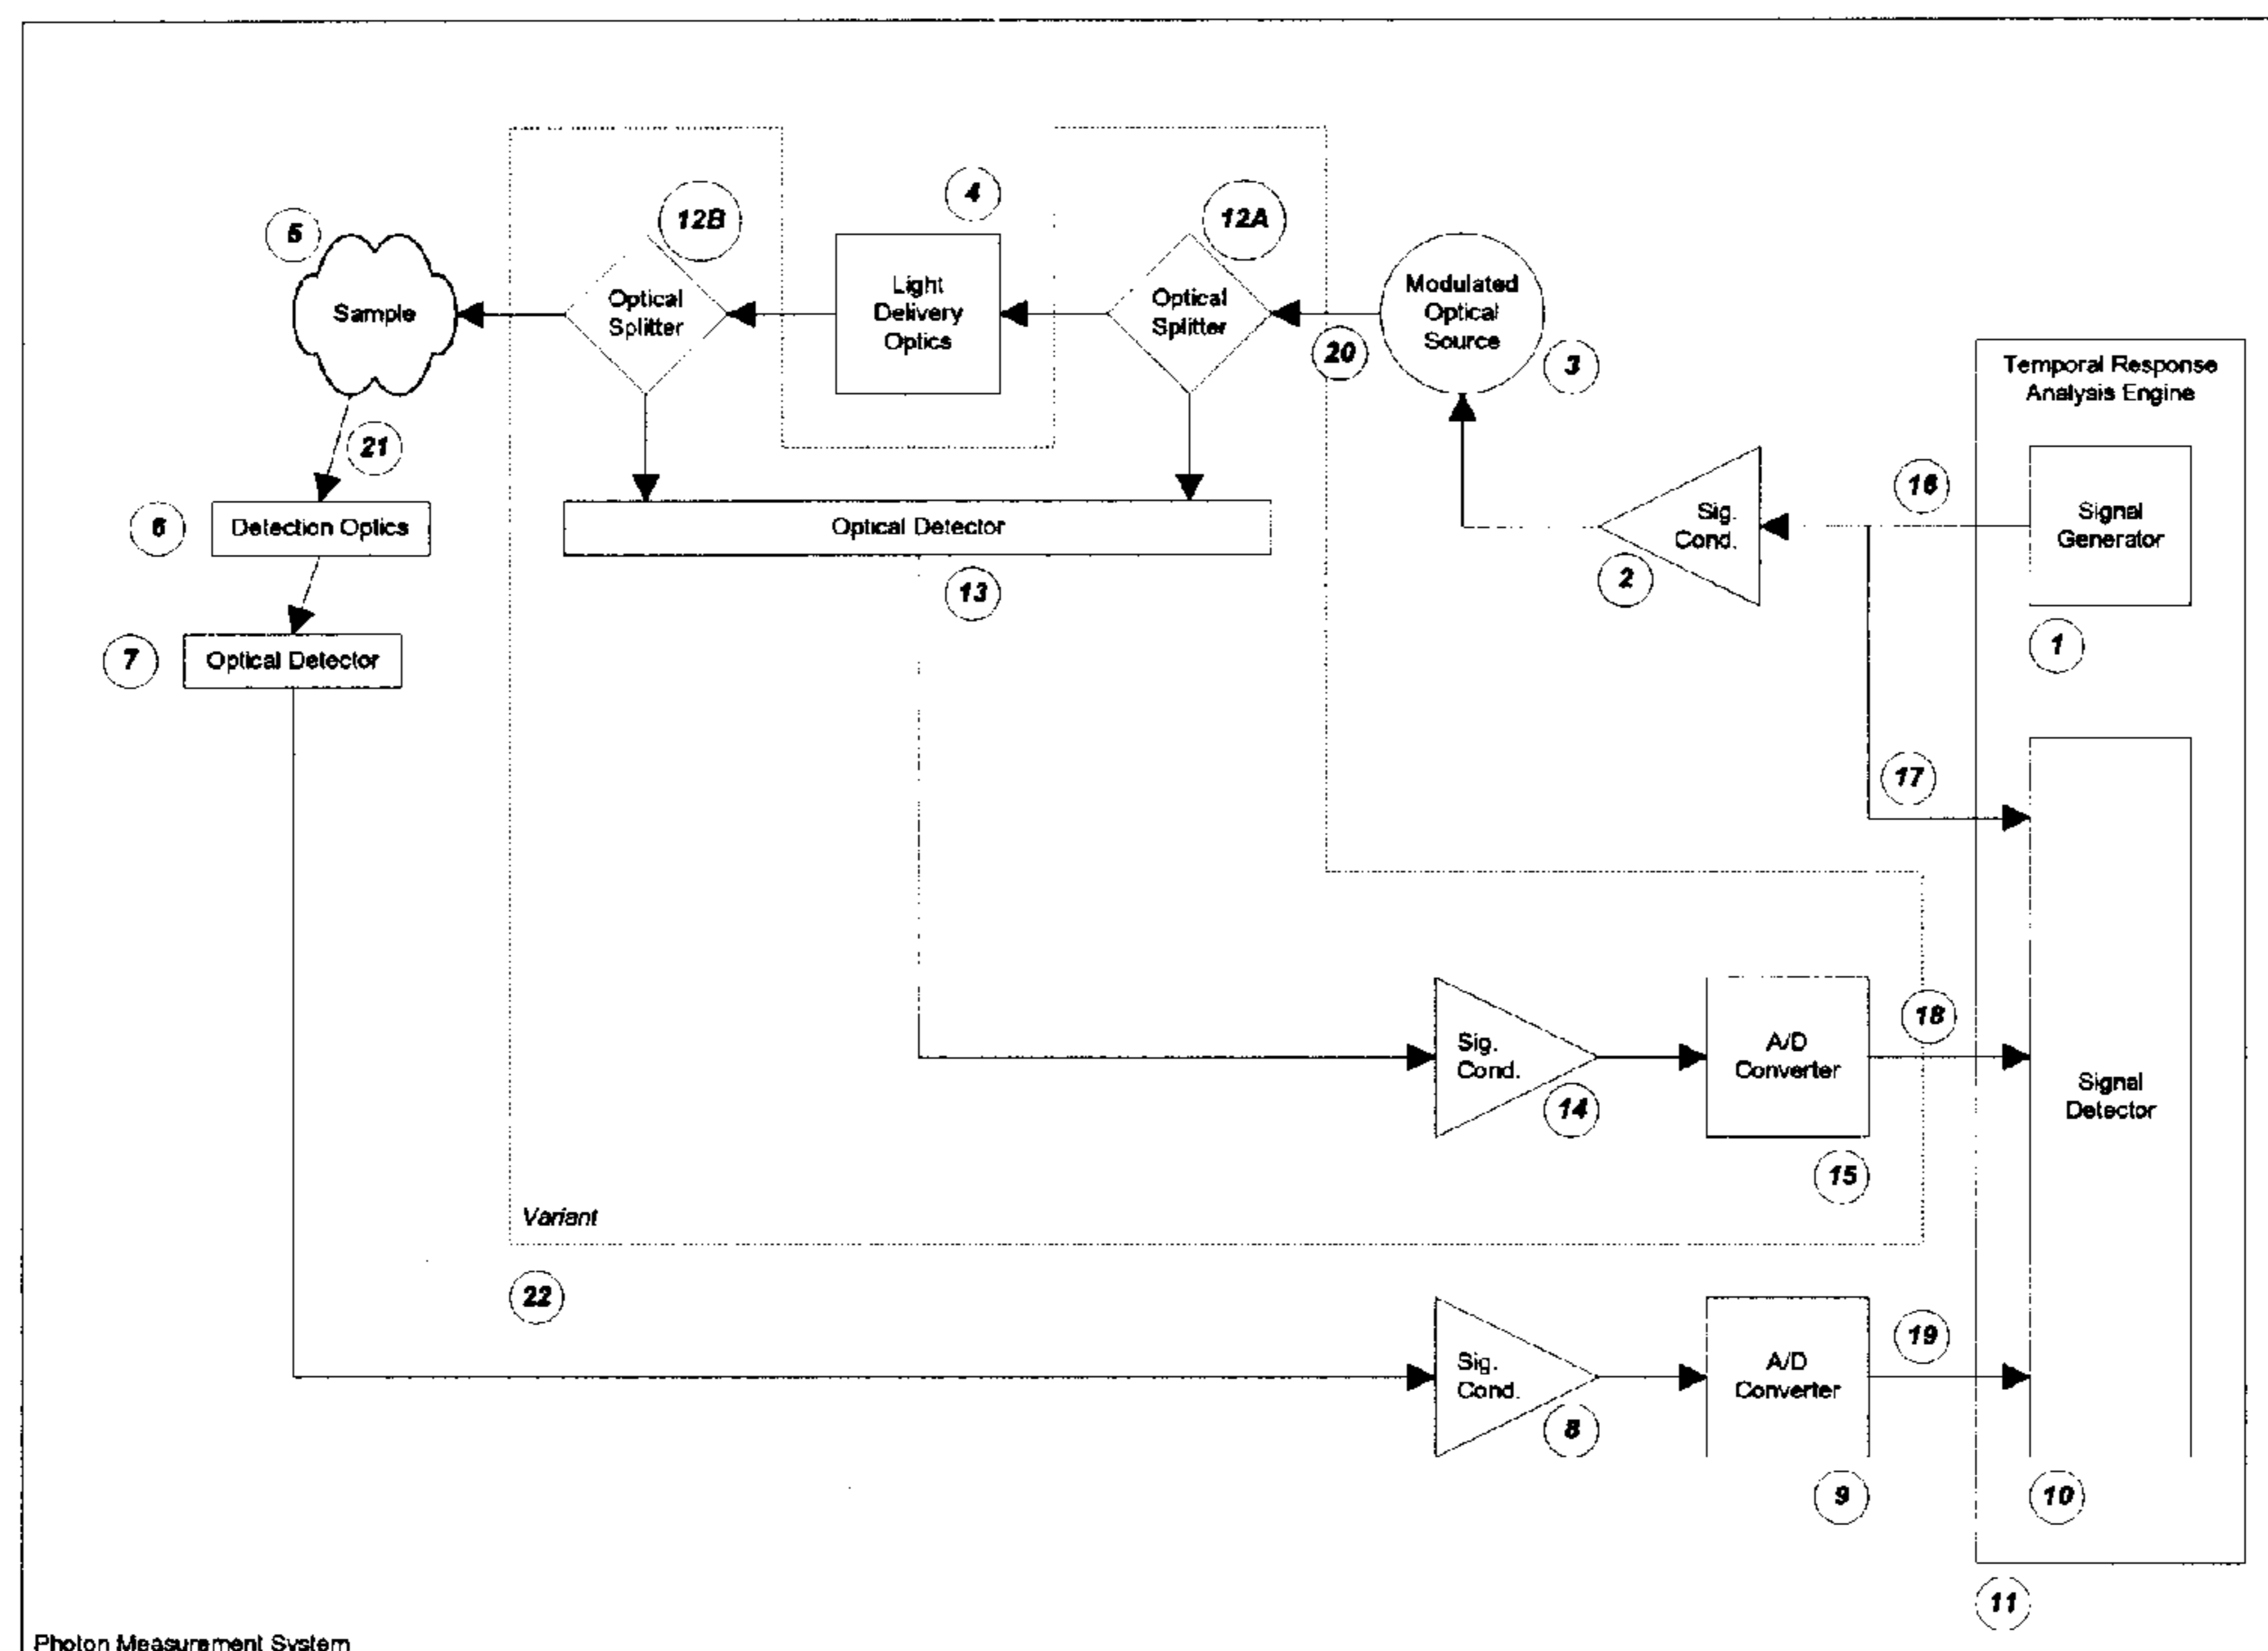 4
12B
12A
5
Sample
Optical
Splitter
Light
Delivery
Optics
Optical
Splitter
20
Modulated
Optical
Source
3
Temporal Response
Analysis Engine
21
6
Detection Optics
Optical Detector
13
Sig.
Cond.
2
16
Signal
Generator
1
7
Optical Detector
17
Sig.
Cond.
14
A/D
Converter
15
18
Signal
Detector
Variant
22
Sig.
Cond.
8
A/D
Converter
9
19
10
11
Photon Measurement System